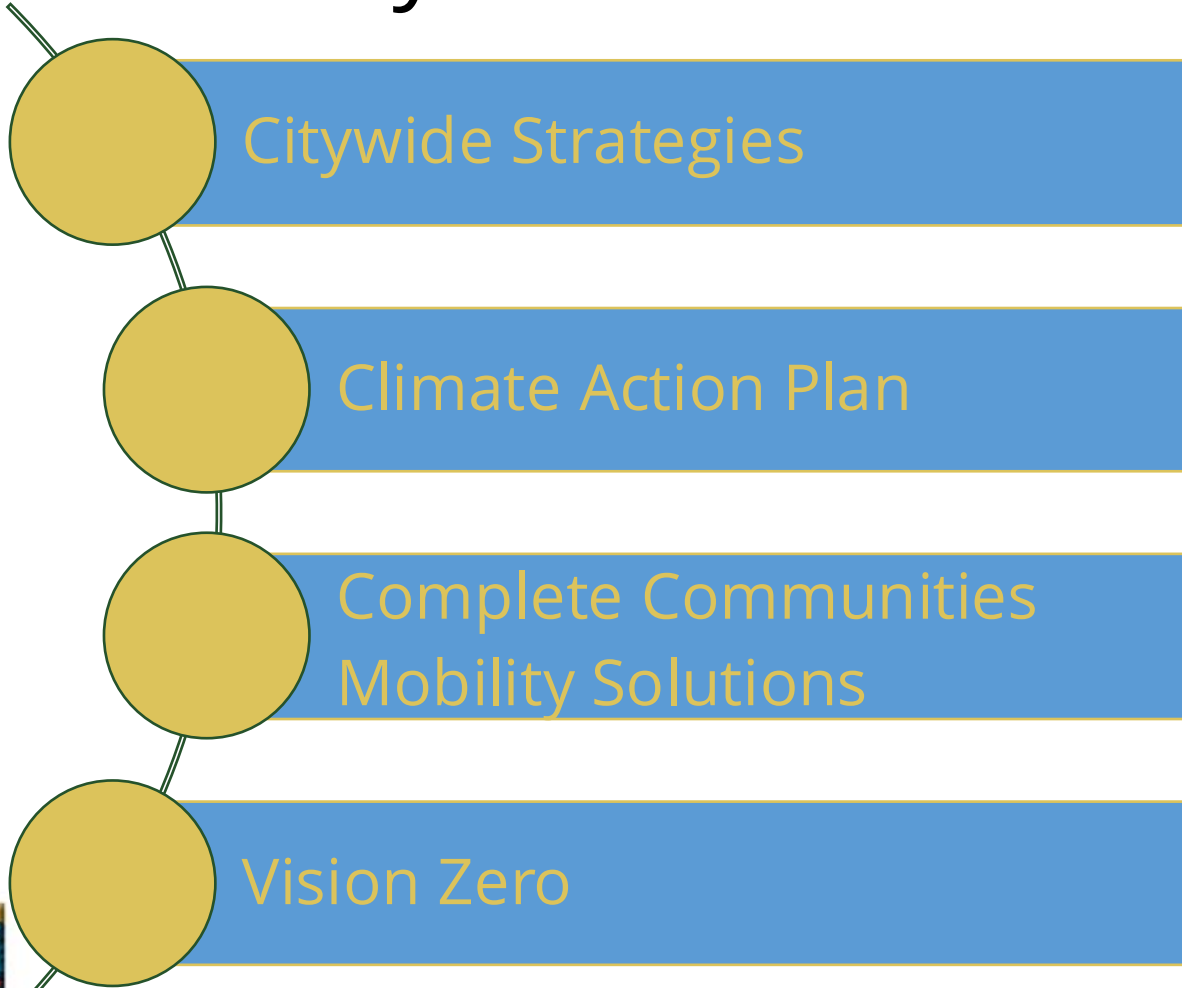 Citywide Strategies
Climate Action Plan
Complete Communities
Mobility Solutions
Vision Zero